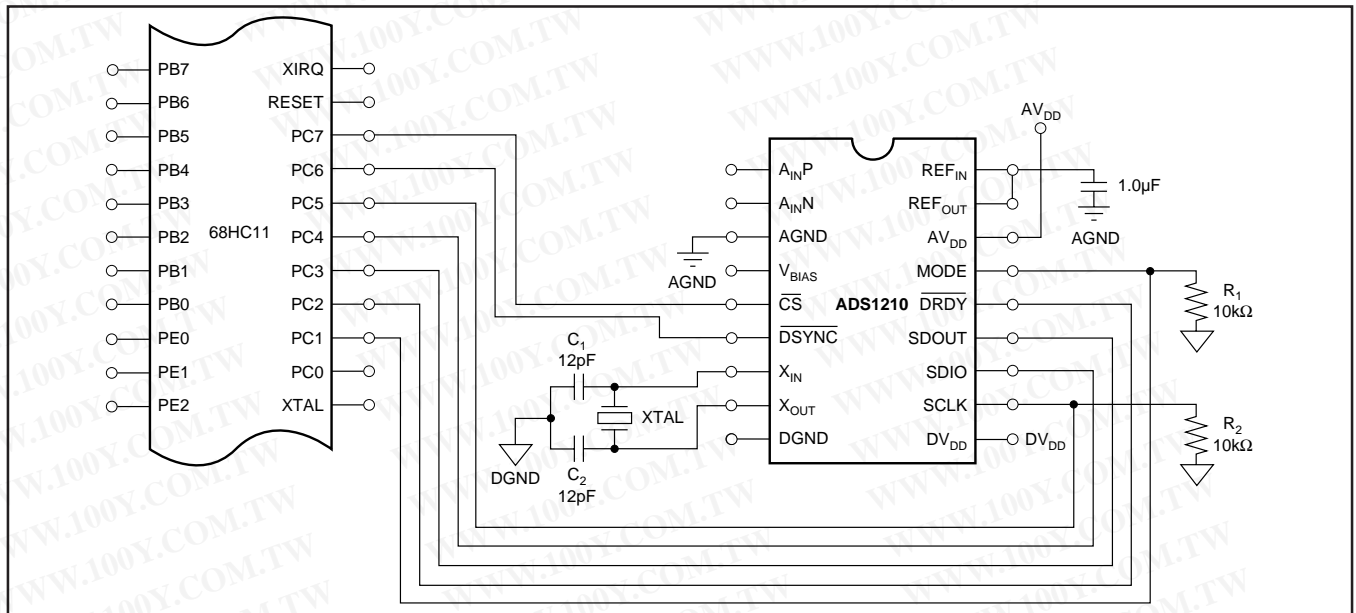 PB7
PB6
PB5
PB4
PB3
PB2
PB1
PB0
PE0
PE1
PE2
68HC11
XIRQ
RESET
PC7
PC6
PC5
PC4
PC3
PC2
PC1
PC0
XTAL
C1
12pF
XTAL
C2
12pF
DGND
AGND
AINP
AINN
AGND
VBIAS
CS
DSYNC
XIN
XOUT
DGND
ADS1210
REFIN
REFOUT
AVDD
MODE
DRDY
SDOUT
SDIO
SCLK
DVDD
AVDD
1.0µF
AGND
R1
10kΩ
R2
10kΩ
DVDD
WWW.100Y.COM.TW